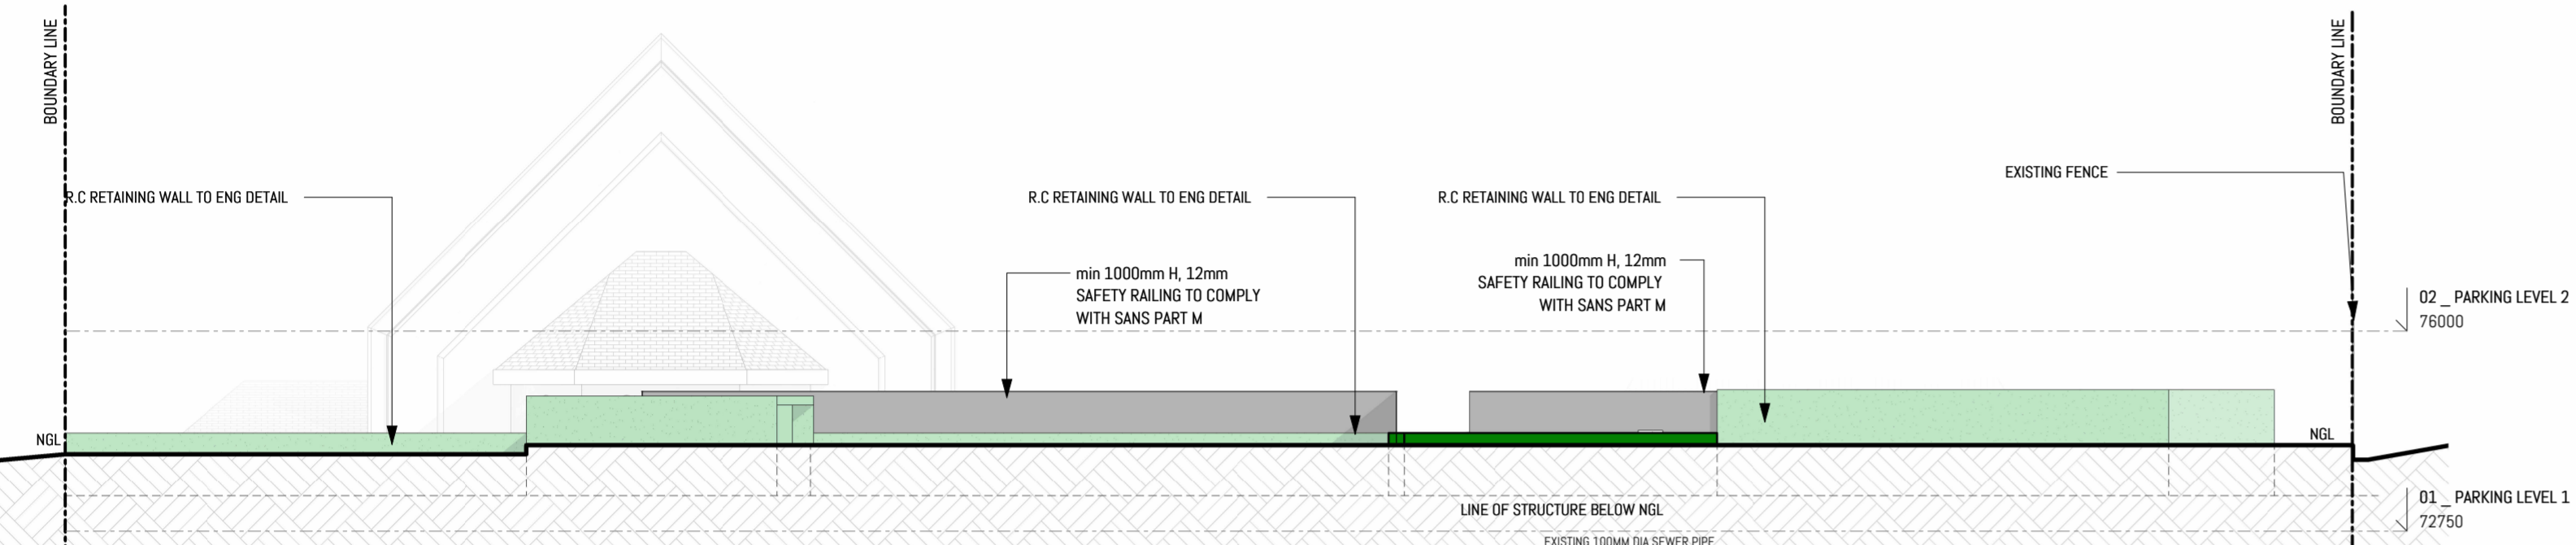 BOUNDARY LINE
BOUNDARY LINE
EXISTING FENCE
R.C RETAINING WALL TO ENG DETAIL
R.C RETAINING WALL TO ENG DETAIL
R.C RETAINING WALL TO ENG DETAIL
min 1000mm H, 12mm
SAFETY RAILING TO COMPLY
WITH SANS PART M
min 1000mm H, 12mm
SAFETY RAILING TO COMPLY
WITH SANS PART M
02 _ PARKING LEVEL 2
76000
NGL
NGL
01 _ PARKING LEVEL 1
72750
LINE OF STRUCTURE BELOW NGL
EXISTING 100MM DIA SEWER PIPE